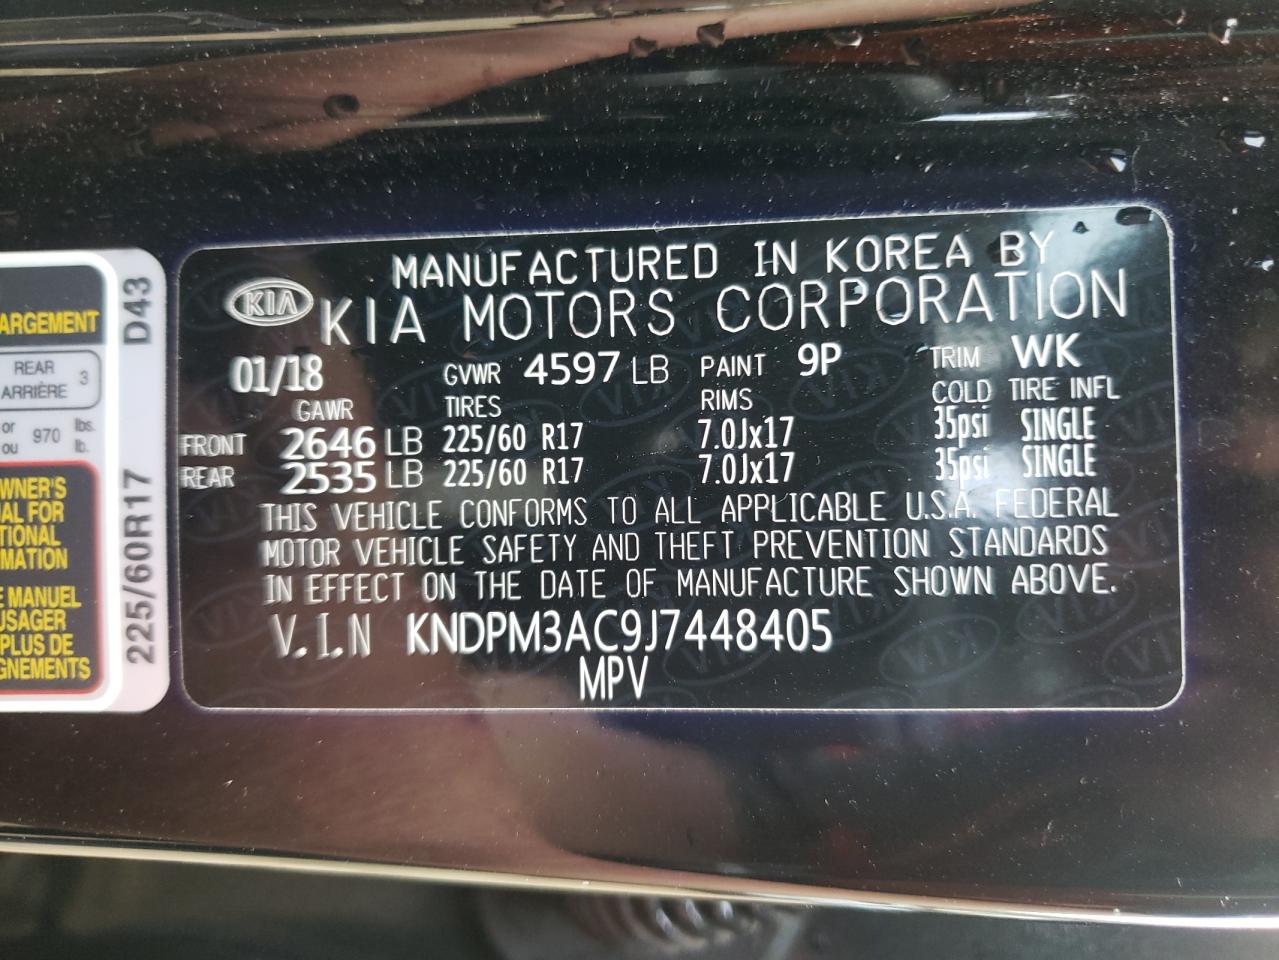 MANUFACTURED IN KOREA BY
KIA KIA MOTORS CORPORATION
01/18 GVWR 4597 LB PAINT 9P TRIM WK
GAWR TIRES RIMS COLD TIRE INFL
FRONT 2646 LB 225/60 R17 7.0Jx17 35psi SINGLE
REAR 2535 LB 225/60 R17 7.0Jx17 35psi SINGLE
THIS VEHICLE CONFORMS TO ALL APPLICABLE U.S.A. FEDERAL
MOTOR VEHICLE SAFETY AND THEFT PREVENTION STANDARDS
IN EFFECT ON THE DATE OF MANUFACTURE SHOWN ABOVE.
V.I.N KNDPM3AC9J7448405
MPV
ARGEMENT
REAR
ARRIÈRE 3
or lbs.
ou 970 lb.
WNER'S
AL FOR
TIONAL
MATION
E MANUEL
USAGER
PLUS DE
GNEMENTS
225/60R17 D43